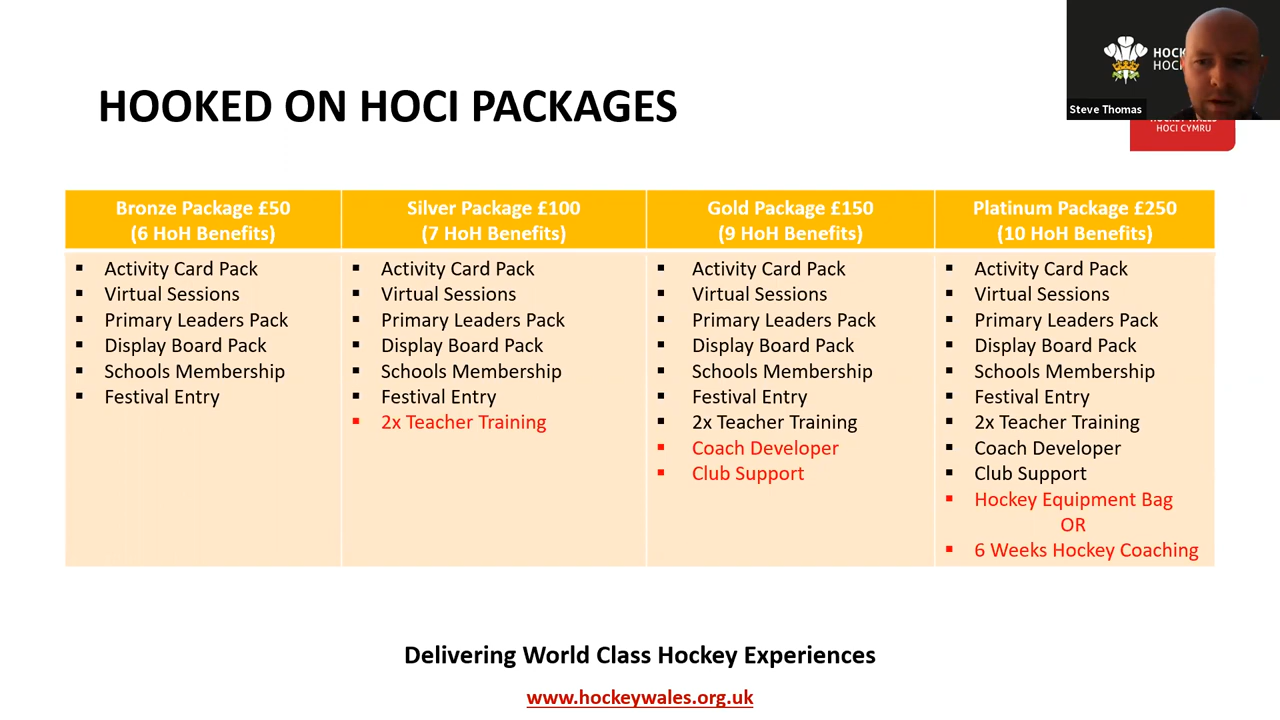 HOOKED ON HOCI PACKAGES
HOCK
HOCI
Steve Thomas
HOCI CYMRU
Bronze Package £50
(6 HoH Benefits)
Activity Card Pack
Virtual Sessions
Primary Leaders Pack
Display Board Pack
Schools Membership
Festival Entry
Silver Package £100
(7 HoH Benefits)
Activity Card Pack
Virtual Sessions
Primary Leaders Pack
Display Board Pack
Schools Membership
Festival Entry
2x Teacher Training
Gold Package £150
(9 HoH Benefits)
Activity Card Pack
Virtual Sessions
Primary Leaders Pack
Display Board Pack
Schools Membership
Festival Entry
2x Teacher Training
Coach Developer
Club Support
Platinum Package £250
(10 HoH Benefits)
Activity Card Pack
Virtual Sessions
Primary Leaders Pack
Display Board Pack
Schools Membership
Festival Entry
2x Teacher Training
Coach Developer
Club Support
Hockey Equipment Bag
OR
6 Weeks Hockey Coaching
Delivering World Class Hockey Experiences
www.hockeywales.org.uk